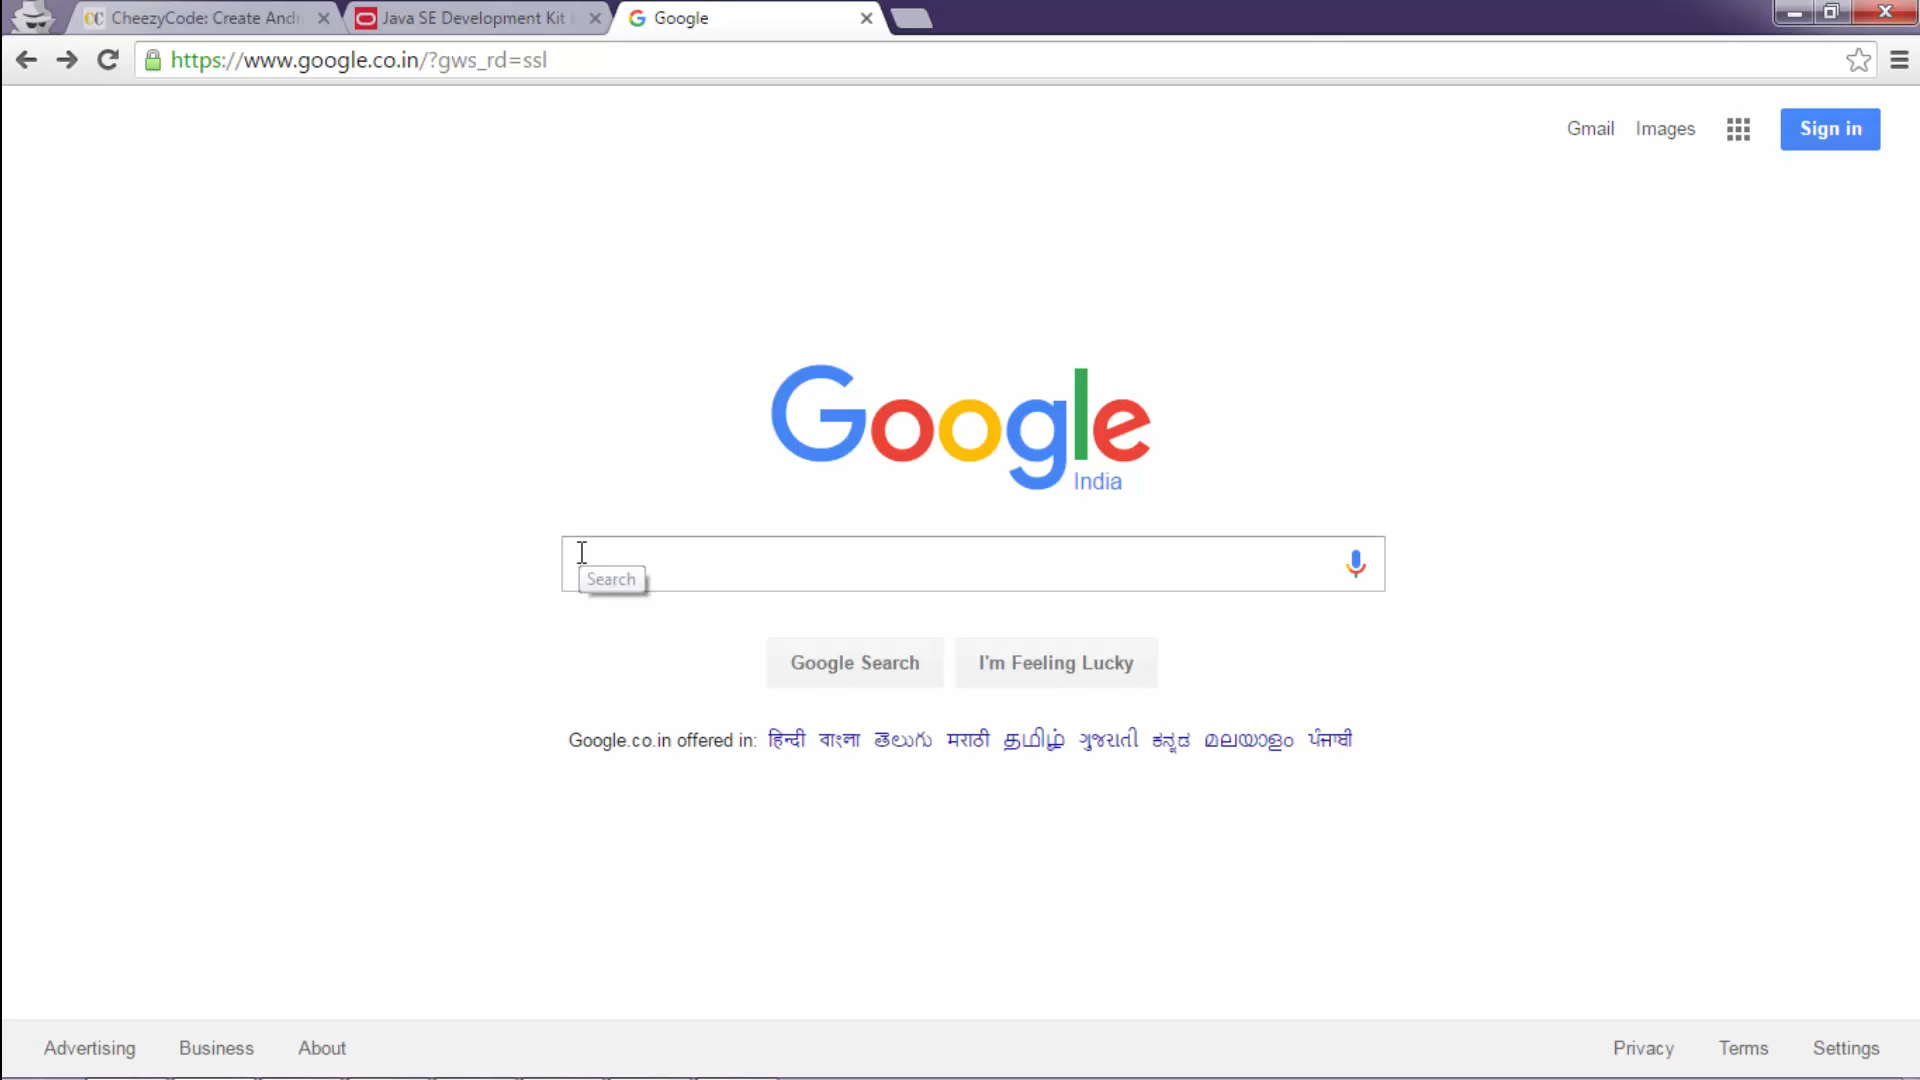 CC CheezyCode: Create Andr
Java SE Development Kit
Google
https://www.google.co.in/?gws_rd=ssl
Gmail Images Sign in
Google
India
Search
Google Search I'm Feeling Lucky
Google.co.in offered in: हिन्दी বাংলা తెలుగు मराठी தமிழ் ગુજરાતી ಕನ್ನಡ മലയാളം ਪੰਜਾਬੀ
Advertising Business About Privacy Terms Settings